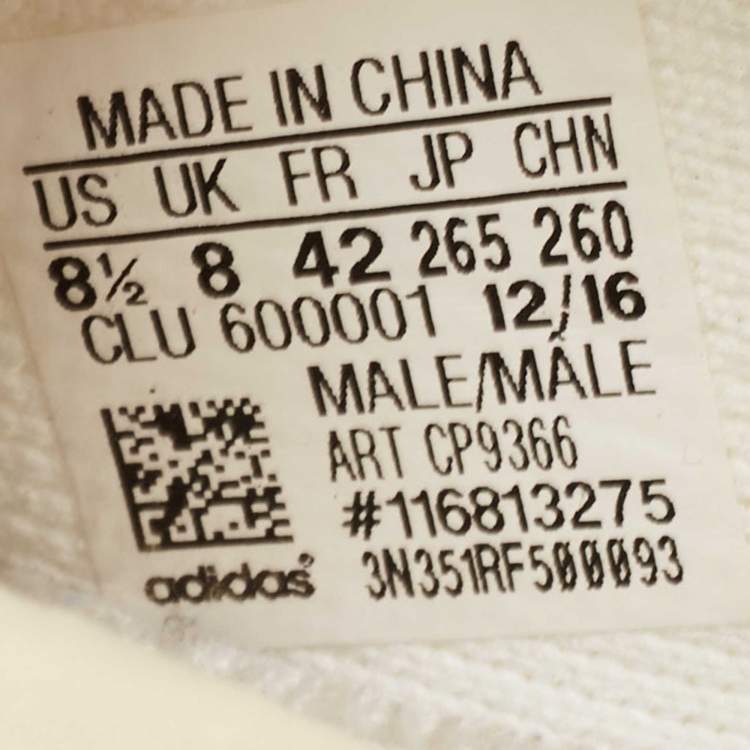 MADE IN CHINA
US UK FR JP CHN
8½ 8 42 265 260
CLU 600001 12/16
MALE/MÂLE
ART CP9366
#116813275
adidas 3N351RF500093